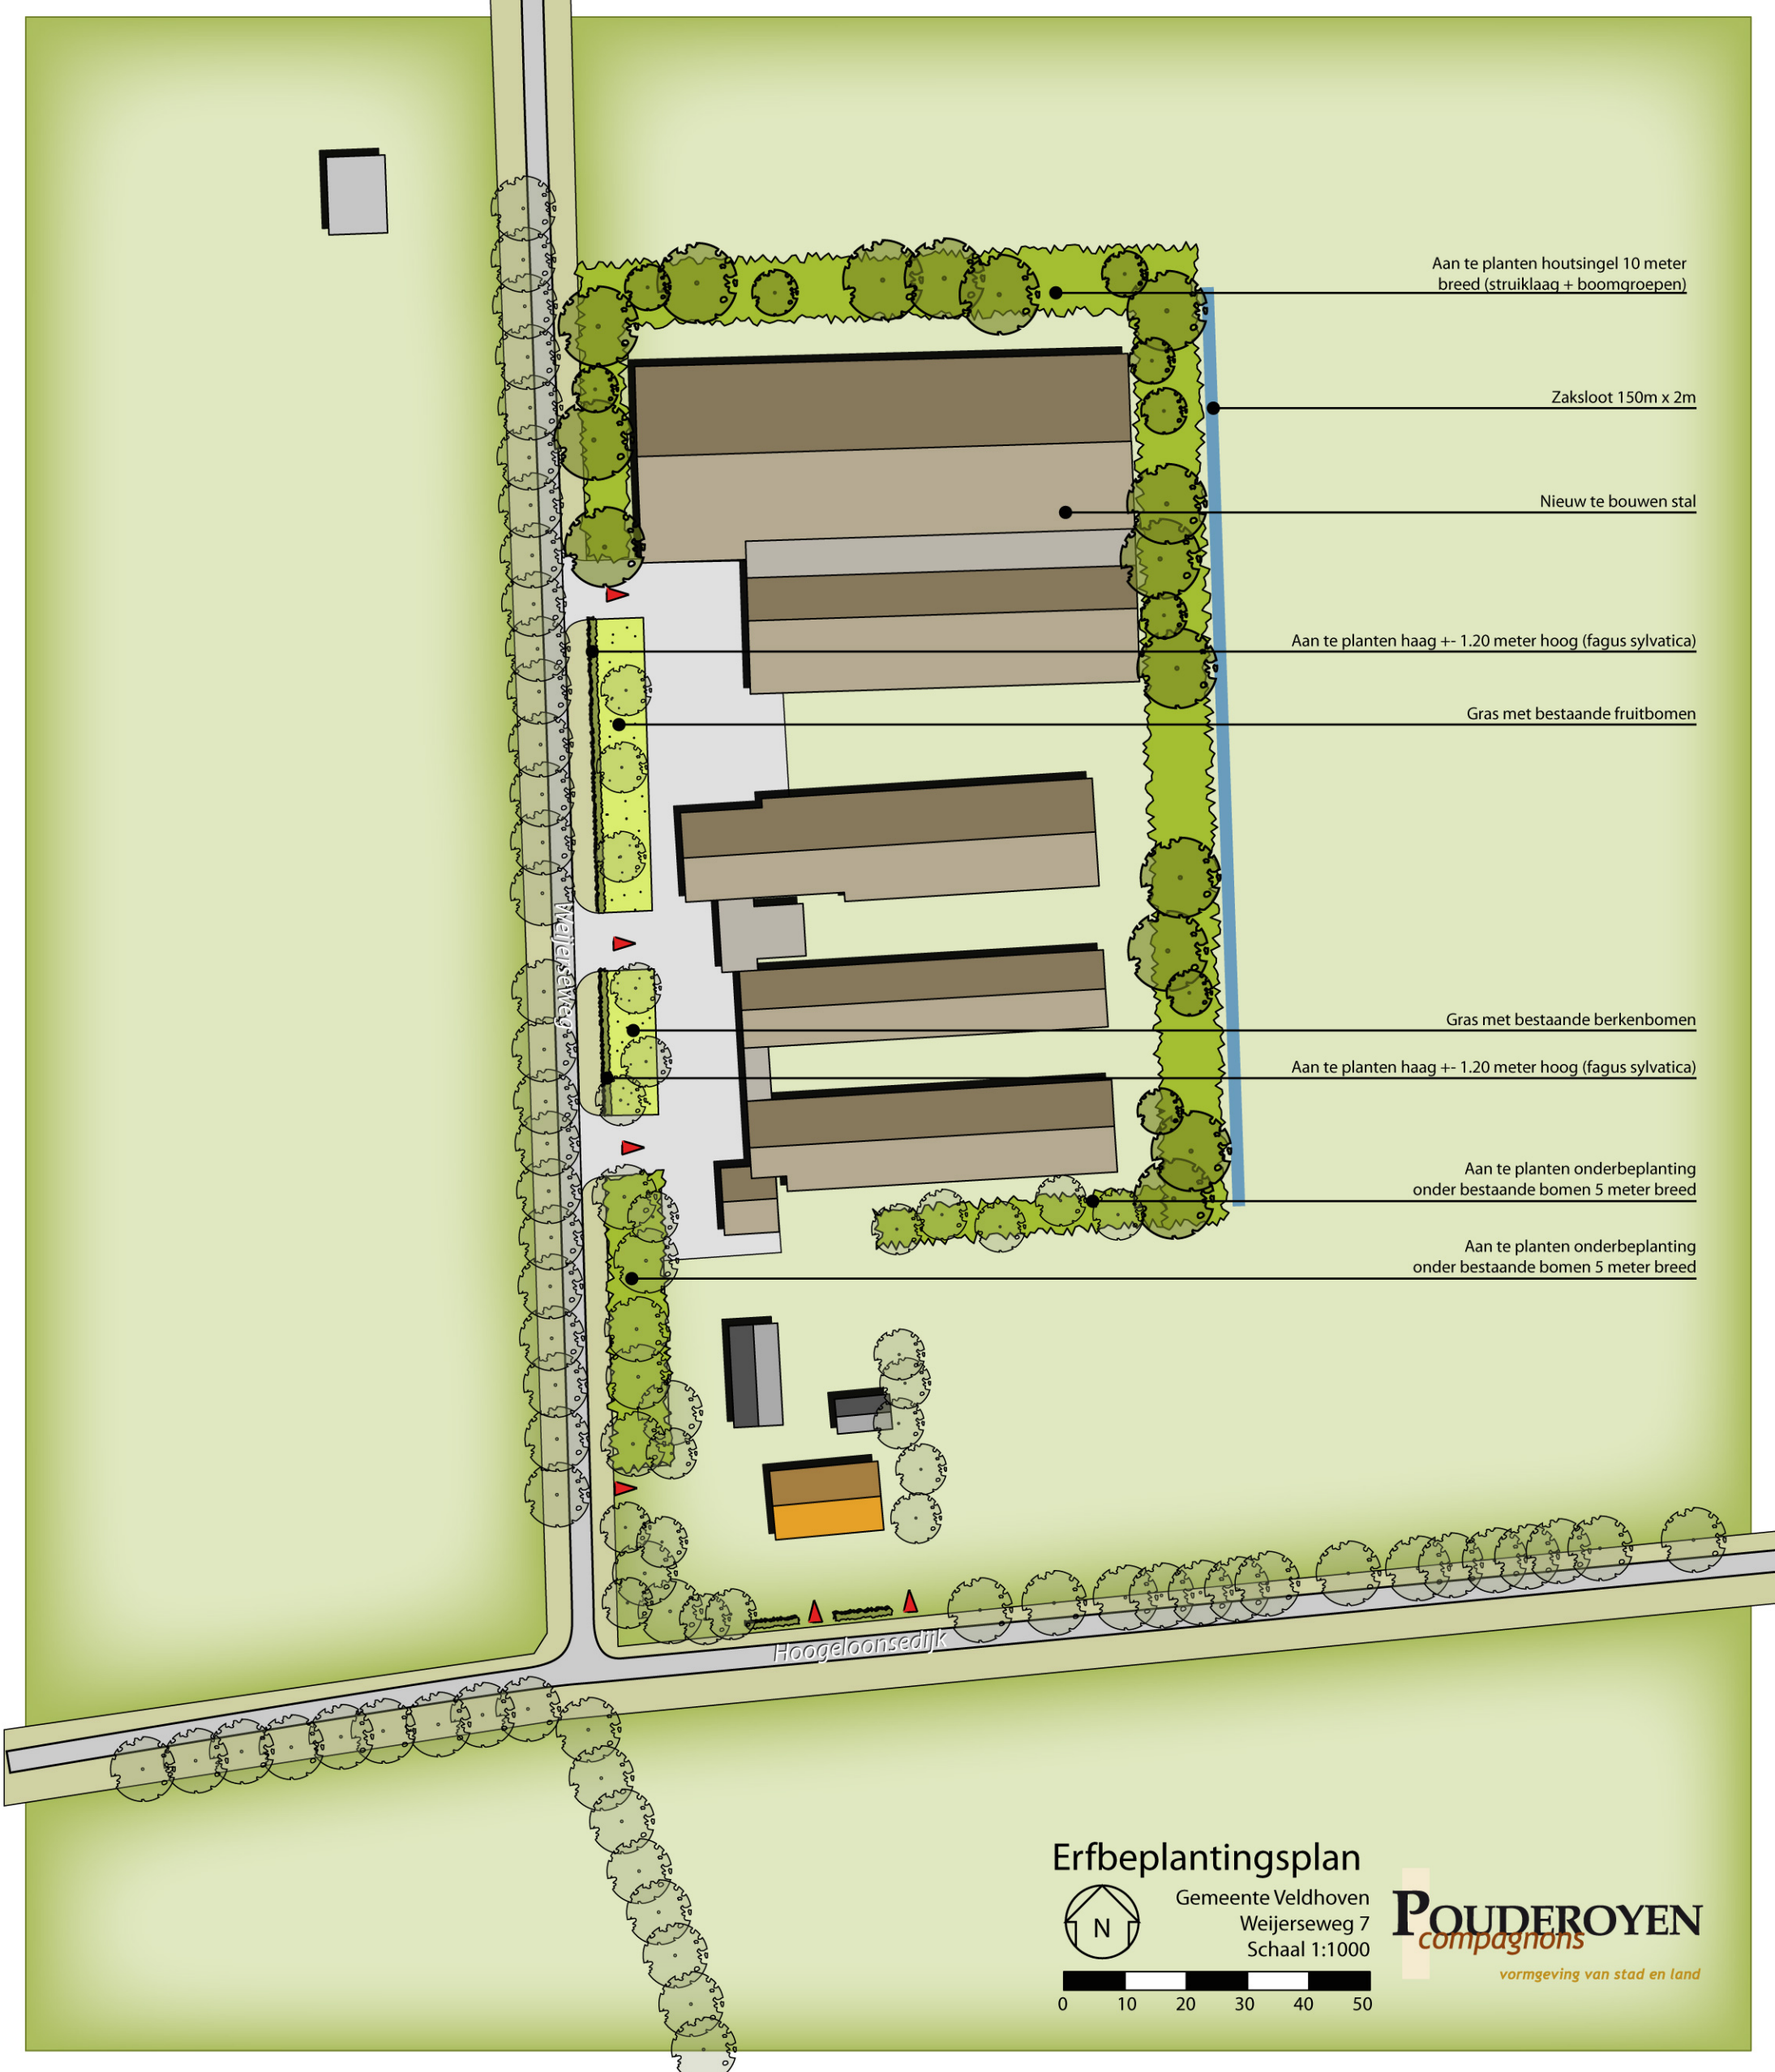 Aan te planten houtsingel 10 meter
breed (struiklaag + boomgroepen)
Zaksloot 150m x 2m
Nieuw te bouwen stal
Aan te planten haag +- 1.20 meter hoog (fagus sylvatica)
Gras met bestaande fruitbomen
Weijerseweg
Gras met bestaande berkenbomen
Aan te planten haag +- 1.20 meter hoog (fagus sylvatica)
Aan te planten onderbeplanting
onder bestaande bomen 5 meter breed
Aan te planten onderbeplanting
onder bestaande bomen 5 meter breed
Hoogeloonsedijk
Erfbeplantingsplan
N
Gemeente Veldhoven
Weijerseweg 7
Schaal 1:1000
0 10 20 30 40 50
POUDEROYEN
compagnons
vormgeving van stad en land